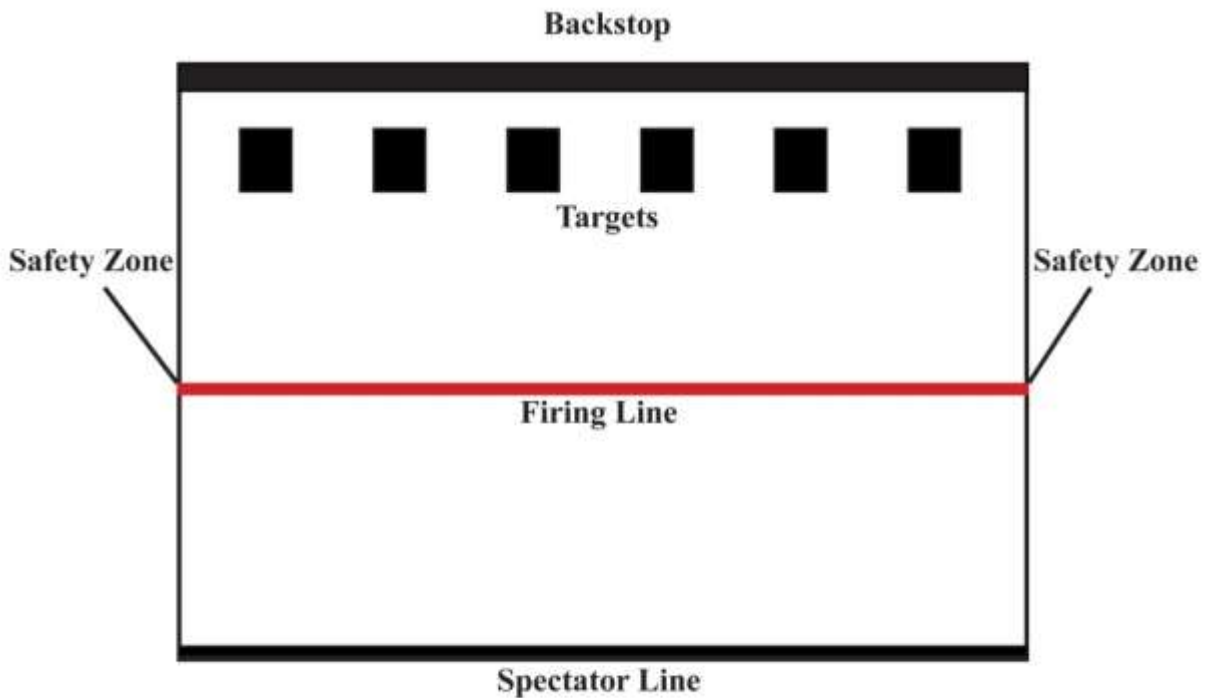 Backstop
Targets
Safety Zone
Safety Zone
Firing Line
Spectator Line